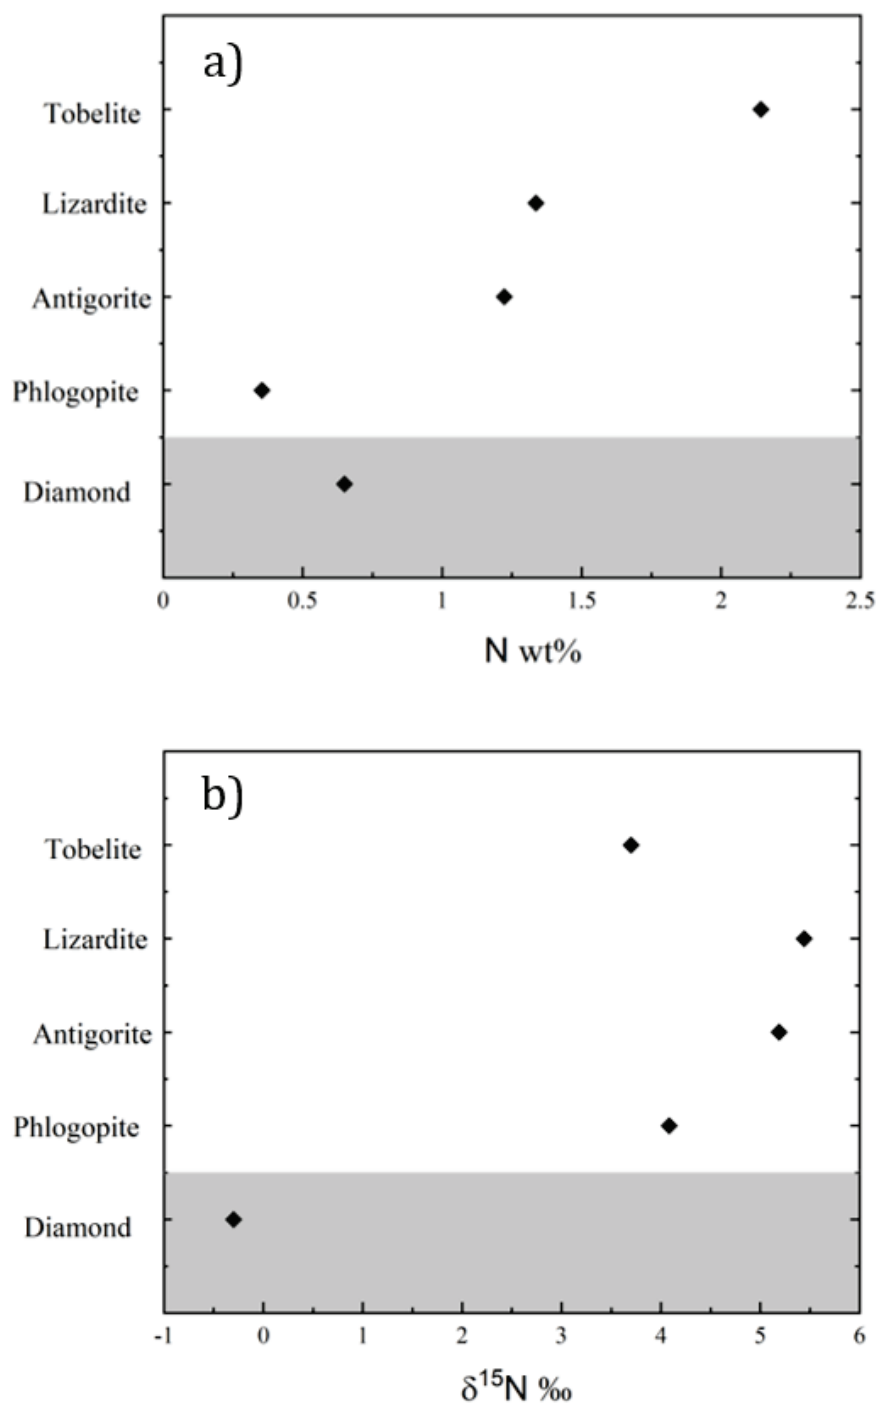 a)
Tobelite
Lizardite
Antigorite
Phlogopite
Diamond
0 0.5 1 1.5 2 2.5
N wt%
b)
Tobelite
Lizardite
Antigorite
Phlogopite
Diamond
-1 0 1 2 3 4 5 6
δ¹⁵N ‰